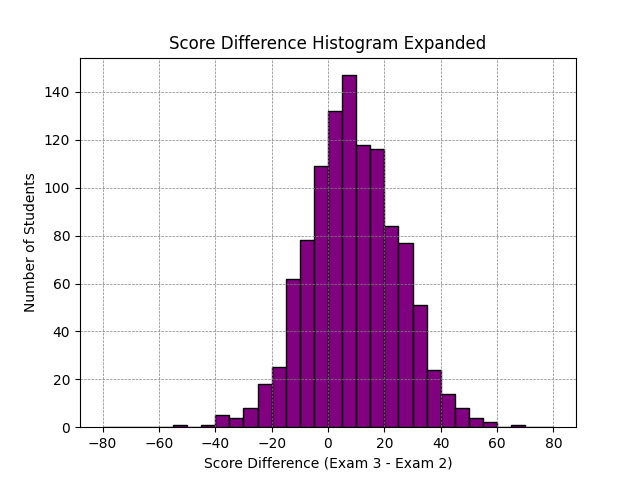 Score Difference Histogram Expanded
Number of Students
140
120
100
80
60
40
20
0
−80 −60 −40 −20 0 20 40 60 80
Score Difference (Exam 3 - Exam 2)